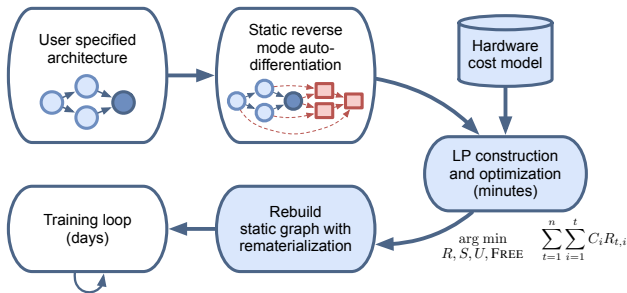 User specified
architecture
Static reverse
mode auto-
differentiation
Hardware
cost model
LP construction
and optimization
(minutes)
Training loop
(days)
Rebuild
static graph with
rematerialization
arg min
R, S, U, FREE
∑_{t=1}^{n} ∑_{i=1}^{t} C_i R_{t,i}